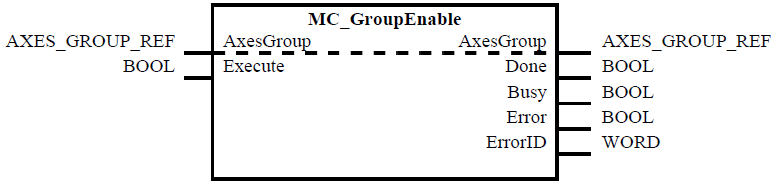 MC_GroupEnable
AXES_GROUP_REF AxesGroup AxesGroup AXES_GROUP_REF
BOOL Execute Done BOOL
Busy BOOL
Error BOOL
ErrorID WORD